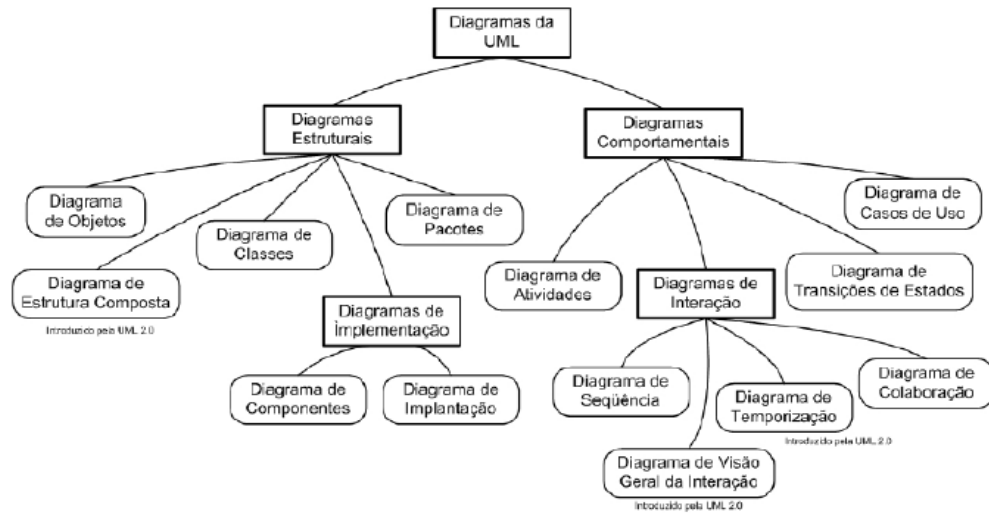 Diagramas da
UML
Diagramas
Estruturais
Diagramas
Comportamentais
Diagrama
de Objetos
Diagrama de
Classes
Diagrama de
Pacotes
Diagrama de
Casos de Uso
Diagrama de
Estrutura Composta
Introduzido pela UML 2.0
Diagramas de
Implementação
Diagrama de
Atividades
Diagramas de
Interação
Diagrama de
Transições de Estados
Diagrama de
Componentes
Diagrama de
Implantação
Diagrama de
Seqüência
Diagrama de
Temporização
Introduzido pela UML 2.0
Diagrama de
Colaboração
Diagrama de Visão
Geral da Interação
Introduzido pela UML 2.0